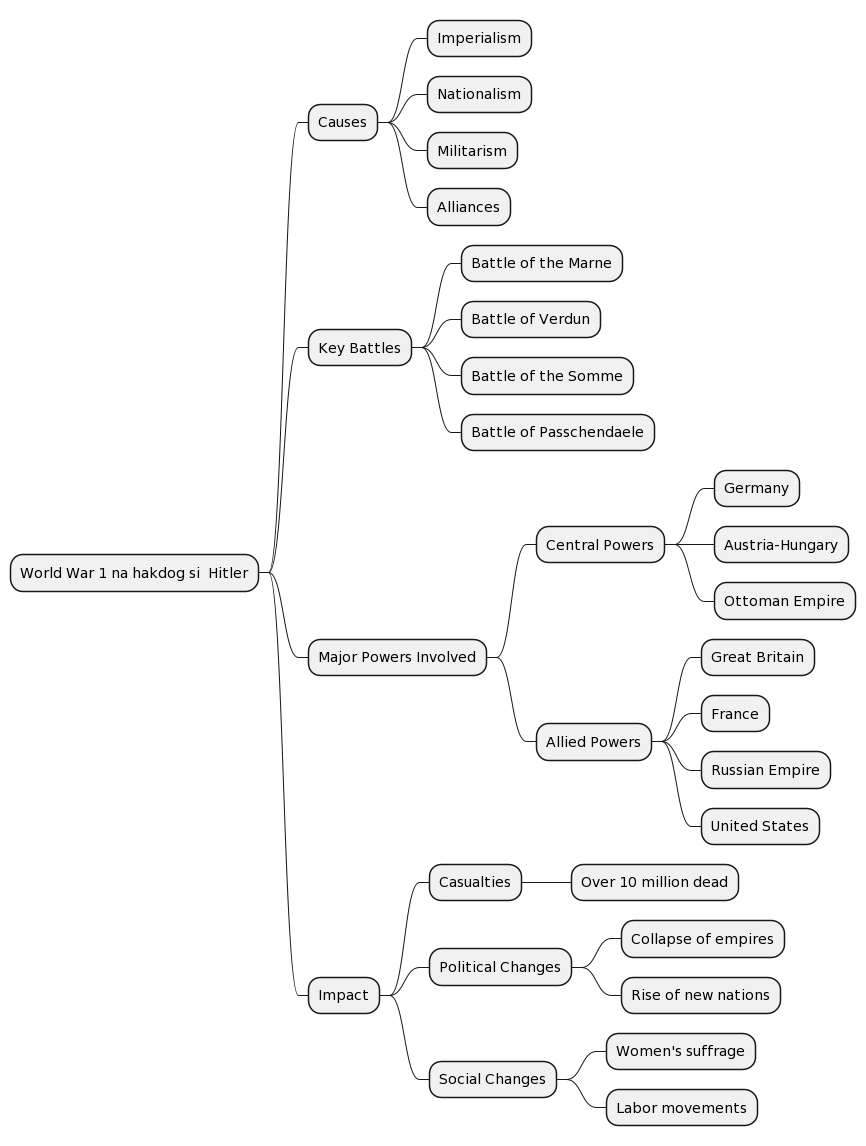 World War 1 na hakdog si  Hitler
Causes
Imperialism
Nationalism
Militarism
Alliances
Key Battles
Battle of the Marne
Battle of Verdun
Battle of the Somme
Battle of Passchendaele
Major Powers Involved
Central Powers
Germany
Austria-Hungary
Ottoman Empire
Allied Powers
Great Britain
France
Russian Empire
United States
Impact
Casualties
Over 10 million dead
Political Changes
Collapse of empires
Rise of new nations
Social Changes
Women's suffrage
Labor movements